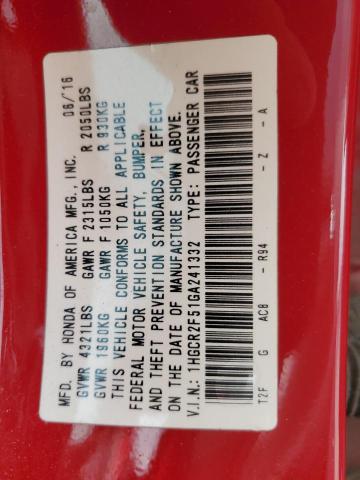 MFD. BY HONDA OF AMERICA MFG., INC. 06/16
GVWR 4321LBS GAWR F 2315LBS R 2050LBS
GVWR 1960KG GAWR F 1050KG R 930KG
THIS VEHICLE CONFORMS TO ALL APPLICABLE
FEDERAL MOTOR VEHICLE SAFETY, BUMPER,
AND THEFT PREVENTION STANDARDS IN EFFECT
ON THE DATE OF MANUFACTURE SHOWN ABOVE.
V.I.N.: 1HGCR2F51GA241332 TYPE: PASSENGER CAR
T2F G AC8 - R94 - Z - A